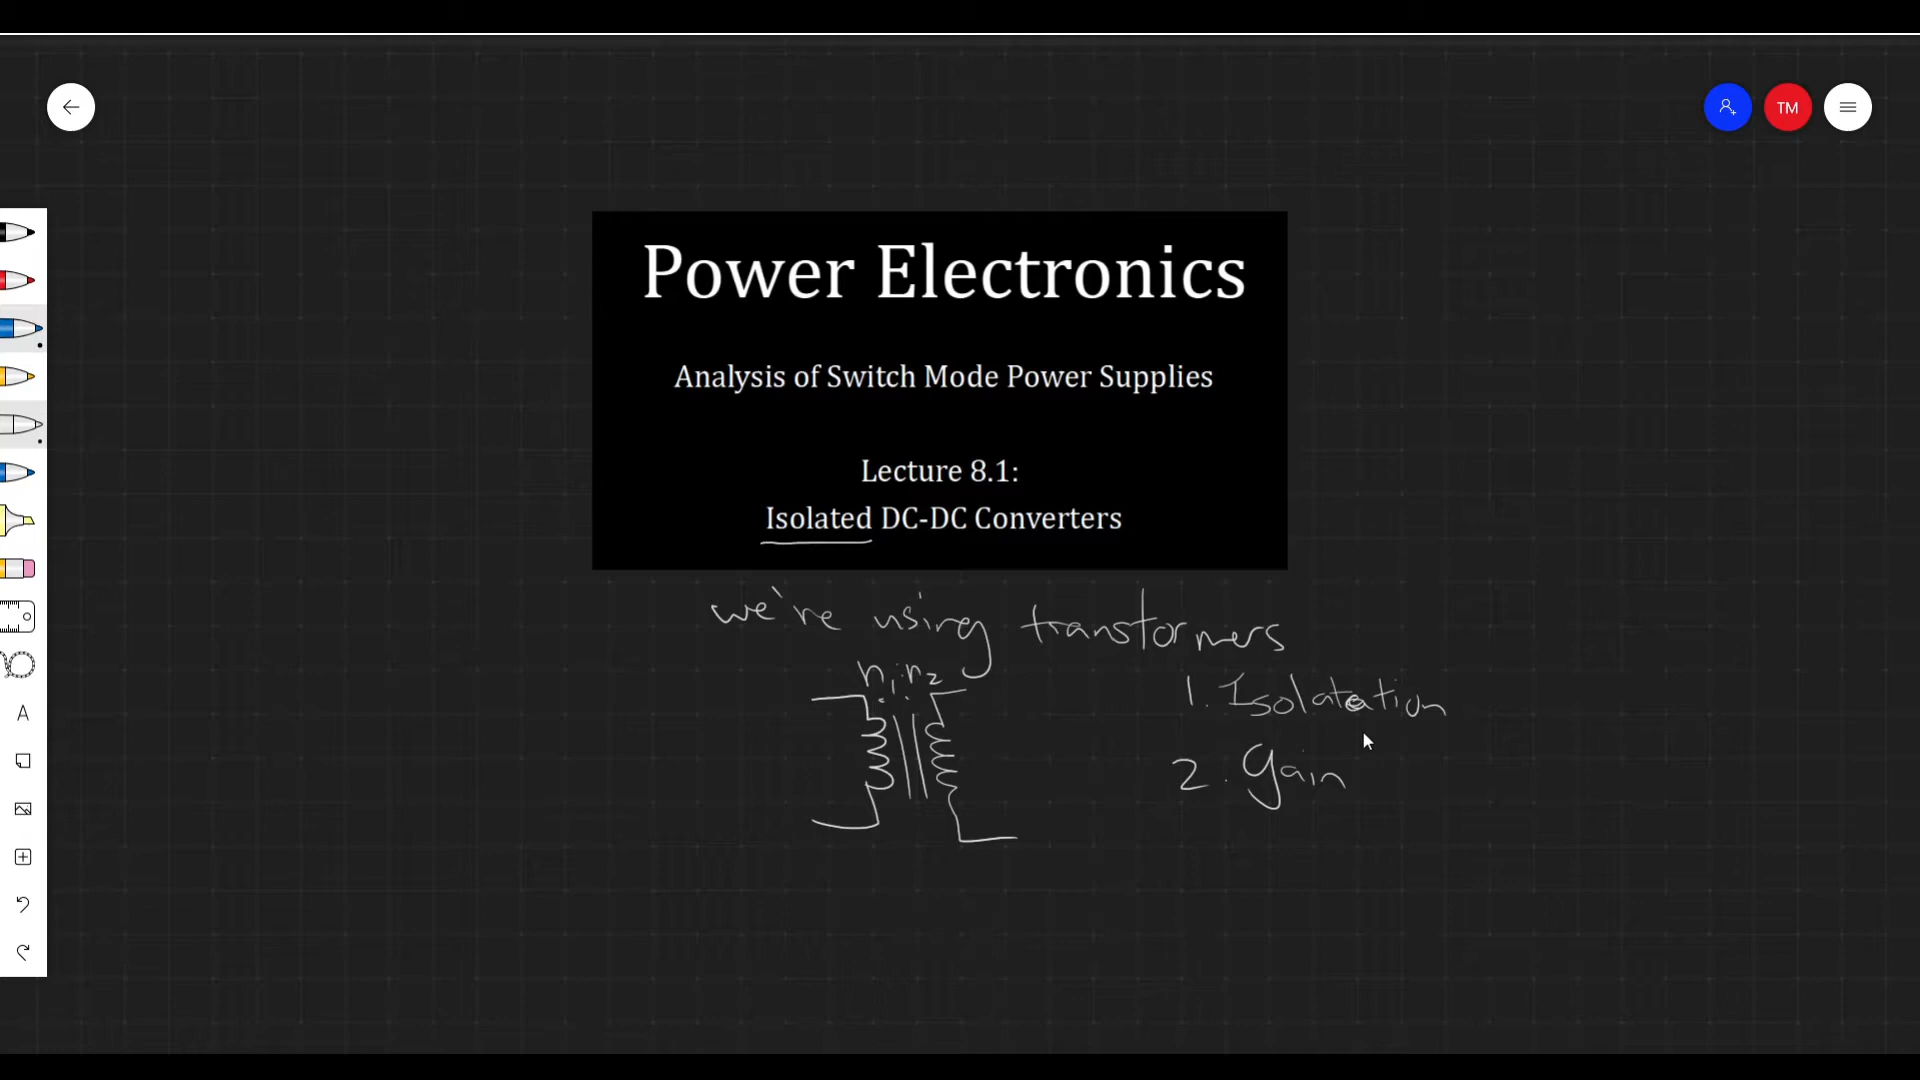 TM
Power Electronics
Analysis of Switch Mode Power Supplies
Lecture 8.1:
Isolated DC-DC Converters
we're using transformers
n₁:n₂
1. Isolateation
2. Gain
A